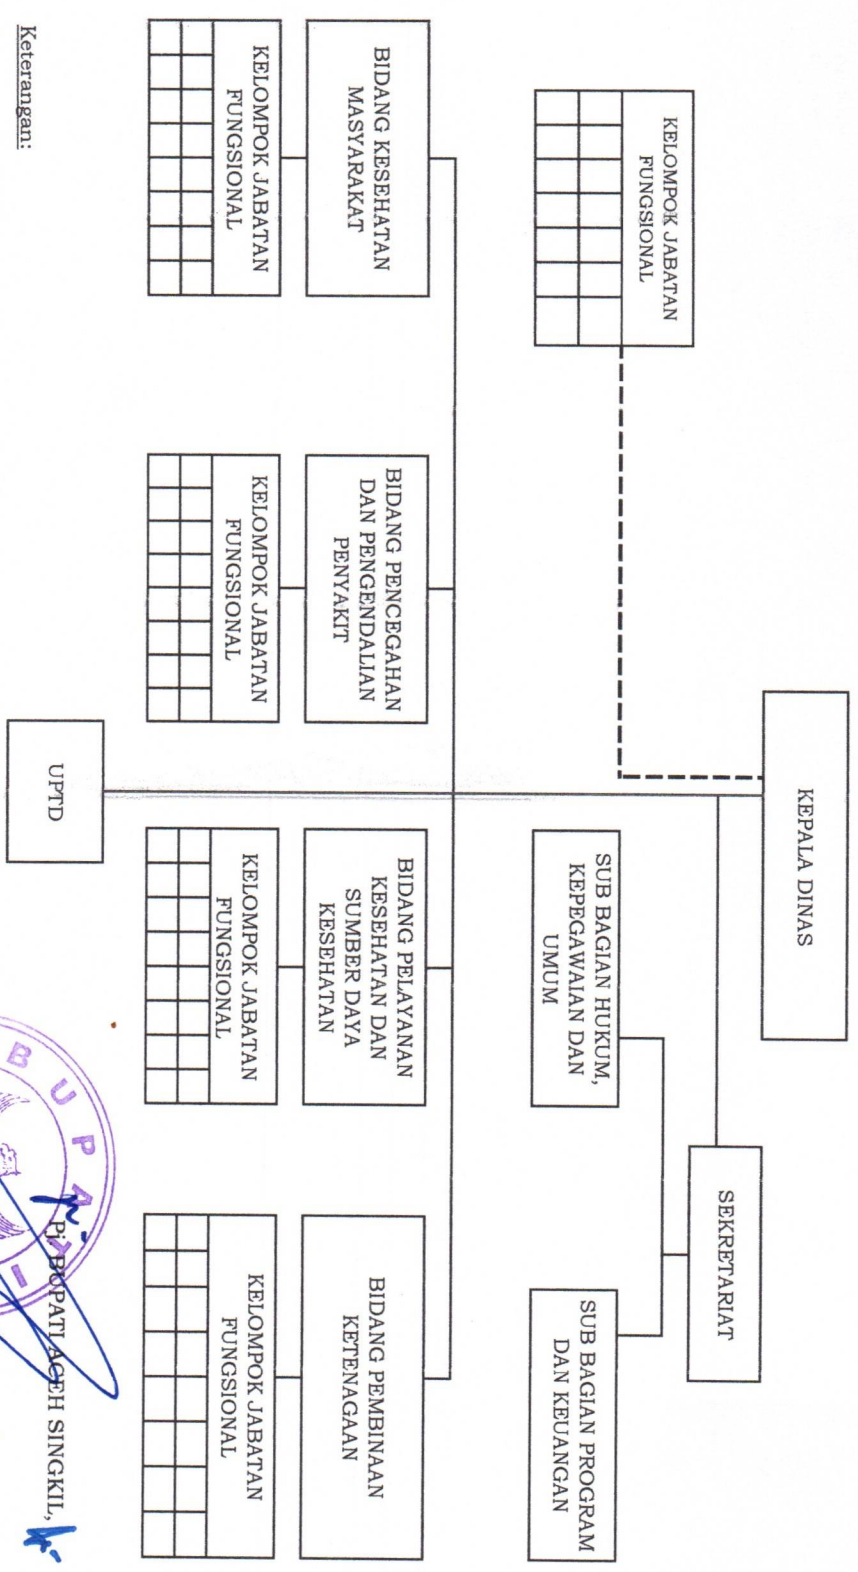 KEPALA DINAS
KELOMPOK JABATAN
FUNGSIONAL
SEKRETARIAT
SUB BAGIAN HUKUM,
KEPEGAWAIAN DAN
UMUM
SUB BAGIAN PROGRAM
DAN KEUANGAN
BIDANG KESEHATAN
MASYARAKAT
KELOMPOK JABATAN
FUNGSIONAL
BIDANG PENCEGAHAN
DAN PENGENDALIAN
PENYAKIT
KELOMPOK JABATAN
FUNGSIONAL
BIDANG PELAYANAN
KESEHATAN DAN
SUMBER DAYA
KESEHATAN
KELOMPOK JABATAN
FUNGSIONAL
BIDANG PEMBINAAN
KETENAGAAN
KELOMPOK JABATAN
FUNGSIONAL
UPTD
Keterangan:
Pj BUPATI ACEH SINGKIL,
BUPATI